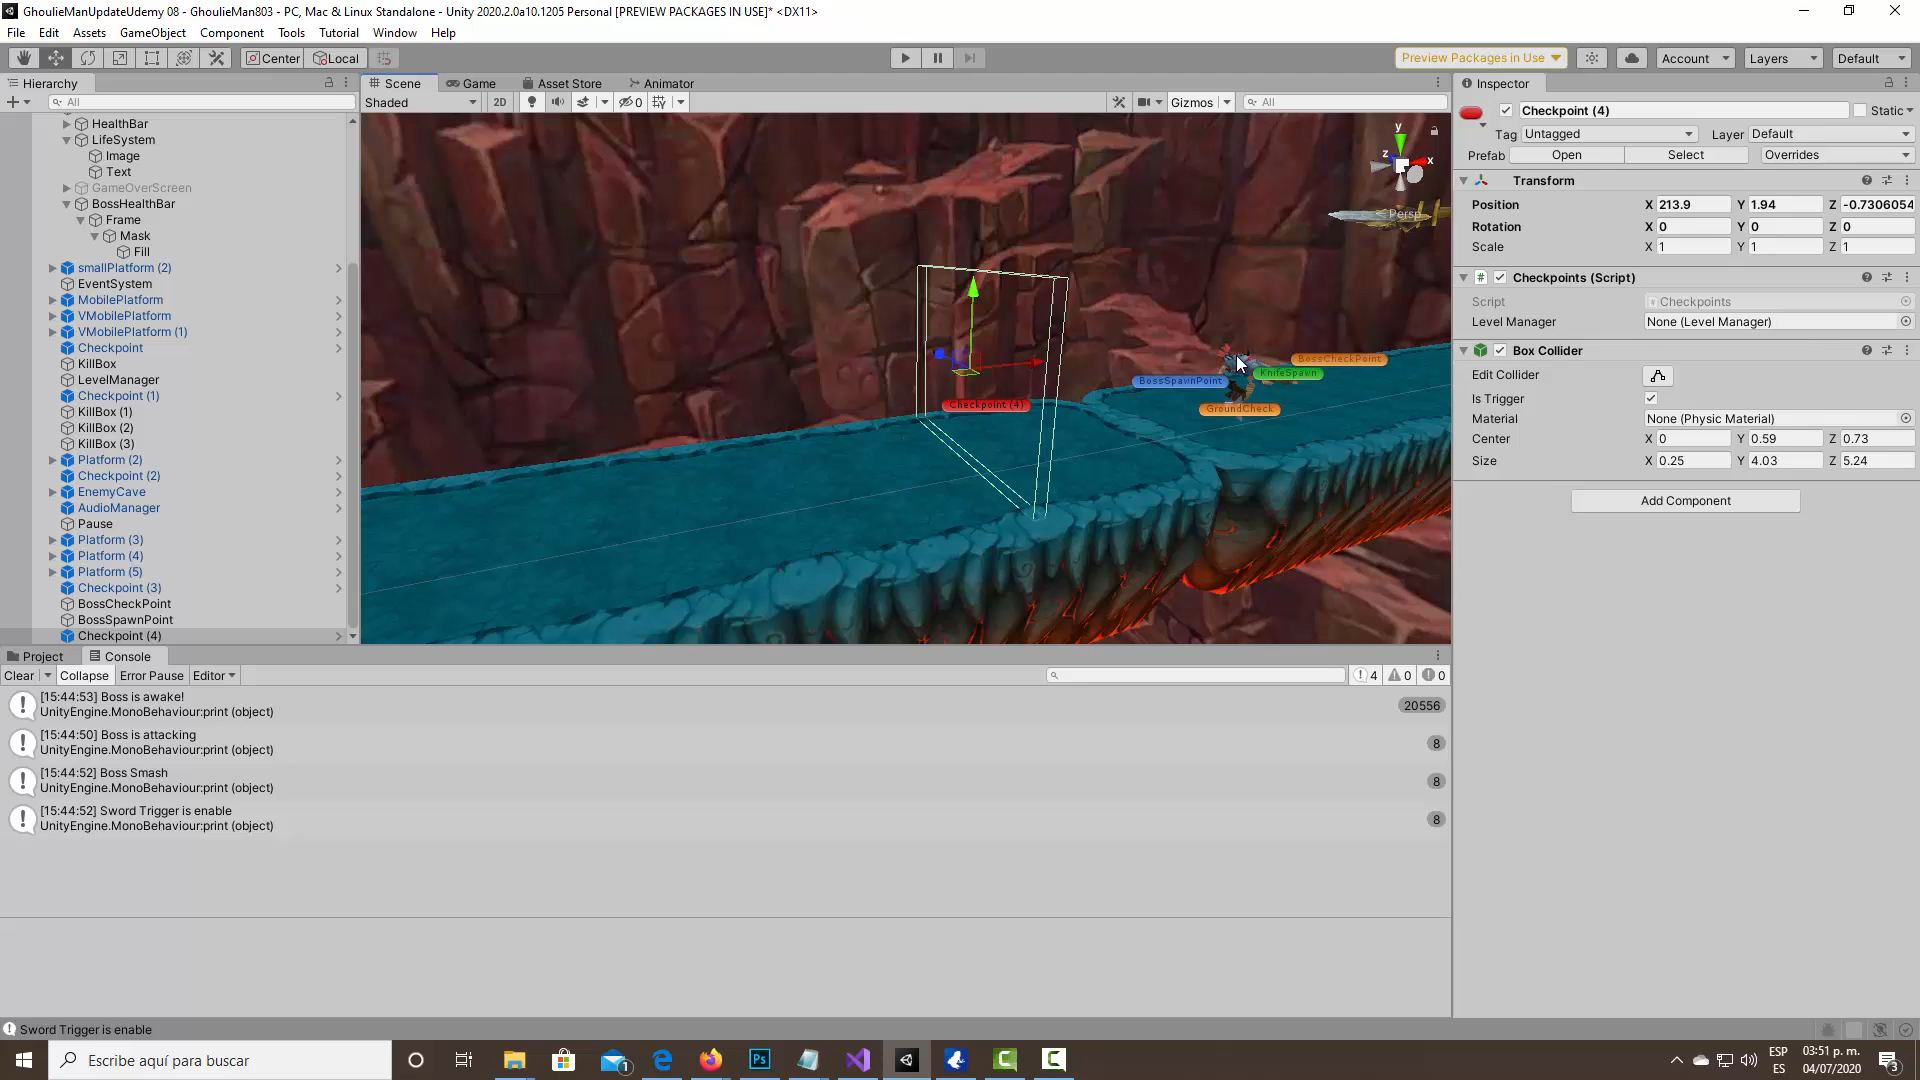 GhoulieManUpdateUdemy 08 - GhoulieMan803 - PC, Mac & Linux Standalone - Unity 2020.2.0a10.1205 Personal [PREVIEW PACKAGES IN USE]* <DX11>
File Edit Assets GameObject Component Tools Tutorial Window Help
Center Local Preview Packages in Use Account Layers Default
Hierarchy
All
HealthBar
LifeSystem
Image
Text
GameOverScreen
BossHealthBar
Frame
Mask
Fill
smallPlatform (2)
EventSystem
MobilePlatform
VMobilePlatform
VMobilePlatform (1)
Checkpoint
KillBox
LevelManager
Checkpoint (1)
KillBox (1)
KillBox (2)
KillBox (3)
Platform (2)
Checkpoint (2)
EnemyCave
AudioManager
Pause
Platform (3)
Platform (4)
Platform (5)
Checkpoint (3)
BossCheckPoint
BossSpawnPoint
Checkpoint (4)
Scene Game Asset Store Animator
Shaded 2D 0 Gizmos All
y
z x
Persp
BossCheckPoint
KnifeSpawn
BossSpawnPoint
Checkpoint (4)
GroundCheck
Inspector
Checkpoint (4) Static
Tag Untagged Layer Default
Prefab Open Select Overrides
Transform
Position X 213.9 Y 1.94 Z -0.7306054
Rotation X 0 Y 0 Z 0
Scale X 1 Y 1 Z 1
# Checkpoints (Script)
Script Checkpoints
Level Manager None (Level Manager)
Box Collider
Edit Collider
Is Trigger
Material None (Physic Material)
Center X 0 Y 0.59 Z 0.73
Size X 0.25 Y 4.03 Z 5.24
Add Component
Project Console
Clear Collapse Error Pause Editor 4 0 0
[15:44:53] Boss is awake!
UnityEngine.MonoBehaviour:print (object)
20556
[15:44:50] Boss is attacking
UnityEngine.MonoBehaviour:print (object)
8
[15:44:52] Boss Smash
UnityEngine.MonoBehaviour:print (object)
8
[15:44:52] Sword Trigger is enable
UnityEngine.MonoBehaviour:print (object)
8
Sword Trigger is enable
Escribe aquí para buscar
1
Ps
ESP
ES
03:51 p. m.
04/07/2020
3